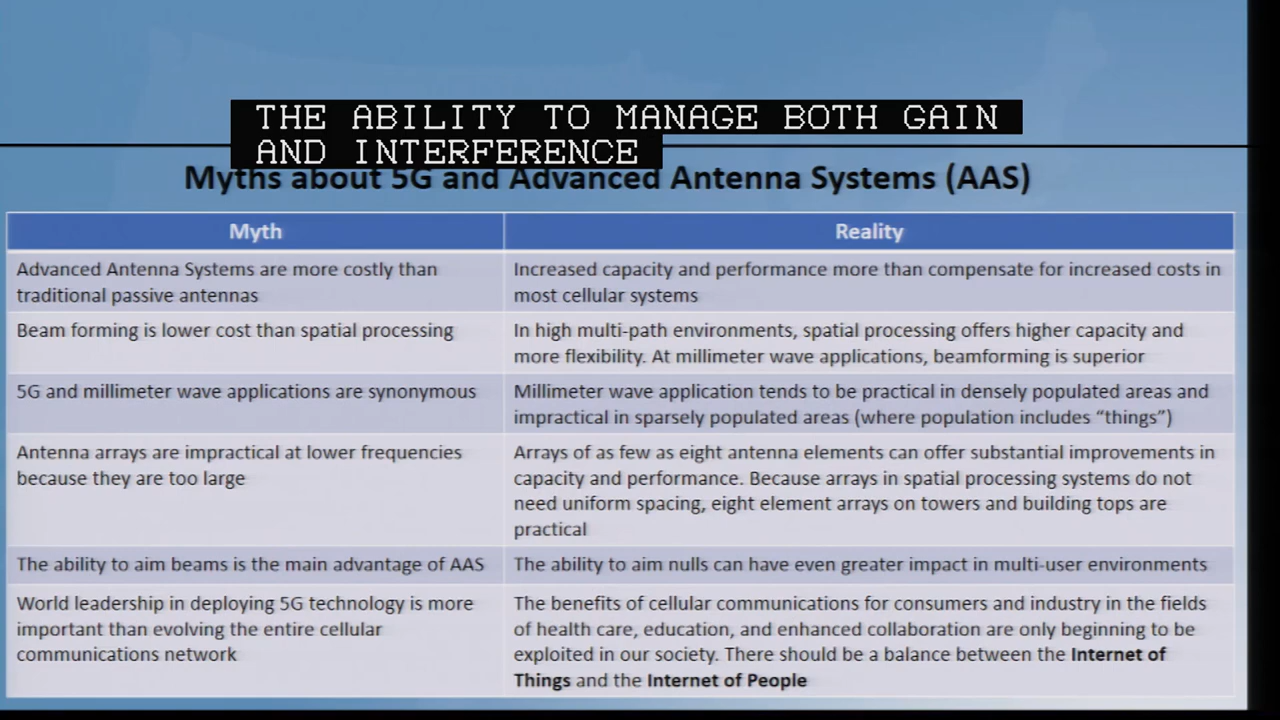 THE ABILITY TO MANAGE BOTH GAIN
AND INTERFERENCE
Myths about 5G and Advanced Antenna Systems (AAS)
Myth
Reality
Advanced Antenna Systems are more costly than
traditional passive antennas
Increased capacity and performance more than compensate for increased costs in
most cellular systems
Beam forming is lower cost than spatial processing
In high multi-path environments, spatial processing offers higher capacity and
more flexibility. At millimeter wave applications, beamforming is superior
5G and millimeter wave applications are synonymous
Millimeter wave application tends to be practical in densely populated areas and
impractical in sparsely populated areas (where population includes “things”)
Antenna arrays are impractical at lower frequencies
because they are too large
Arrays of as few as eight antenna elements can offer substantial improvements in
capacity and performance. Because arrays in spatial processing systems do not
need uniform spacing, eight element arrays on towers and building tops are
practical
The ability to aim beams is the main advantage of AAS
The ability to aim nulls can have even greater impact in multi-user environments
World leadership in deploying 5G technology is more
important than evolving the entire cellular
communications network
The benefits of cellular communications for consumers and industry in the fields
of health care, education, and enhanced collaboration are only beginning to be
exploited in our society. There should be a balance between the Internet of
Things and the Internet of People